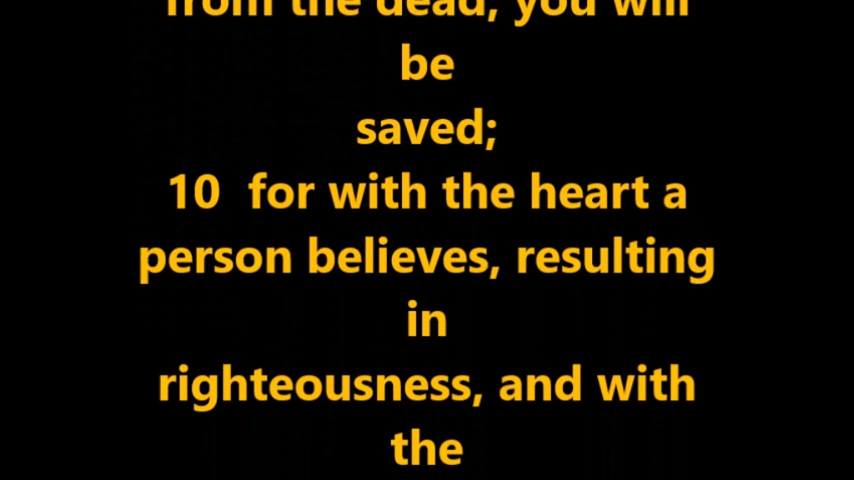 from the dead, you will
be
saved;
10  for with the heart a
person believes, resulting
in
righteousness, and with
the